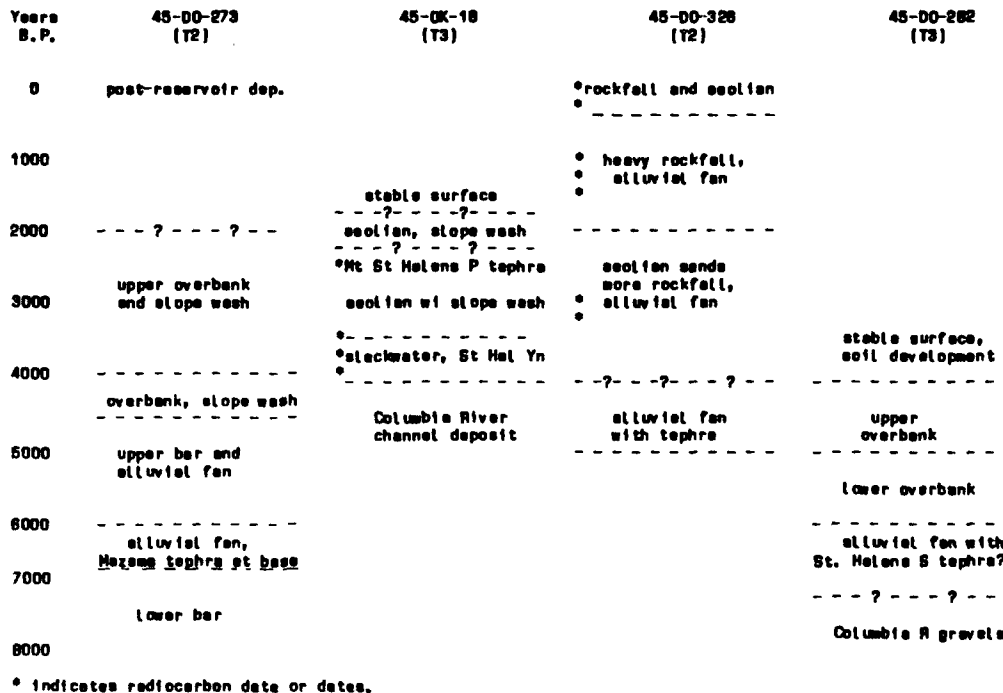 Years 45-DO-273 45-OK-18 45-DO-326 45-DO-282
B.P. (T2) (T3) (T2) (T3)
0 post-reservoir dep. *rockfall and aeolian
*
1000 * heavy rockfall,
* alluvial fan
stable surface *
- - -?- - - -?- - - -
2000 - - - ? - - - ? - - aeolian, slope wash
- - - - ? - - - - ? - -
*Mt St Helens P tephra aeolian sands
upper overbank more rockfall,
3000 and slope wash aeolian w/ slope wash * alluvial fan
*
* stable surface,
*slackwater, St Hel Yn soil development
4000 *
- -?- - -?- - - - ? -
overbank, slope wash Columbia River alluvial fan upper
channel deposit with tephra overbank
5000 upper bar and
alluvial fan
lower overbank
6000
alluvial fan, alluvial fan with
Mazama tephra at base St. Helens S tephra?
7000
- - - - ? - - - - ? - -
lower bar
Columbia R gravels
8000
* indicates radiocarbon date or dates.